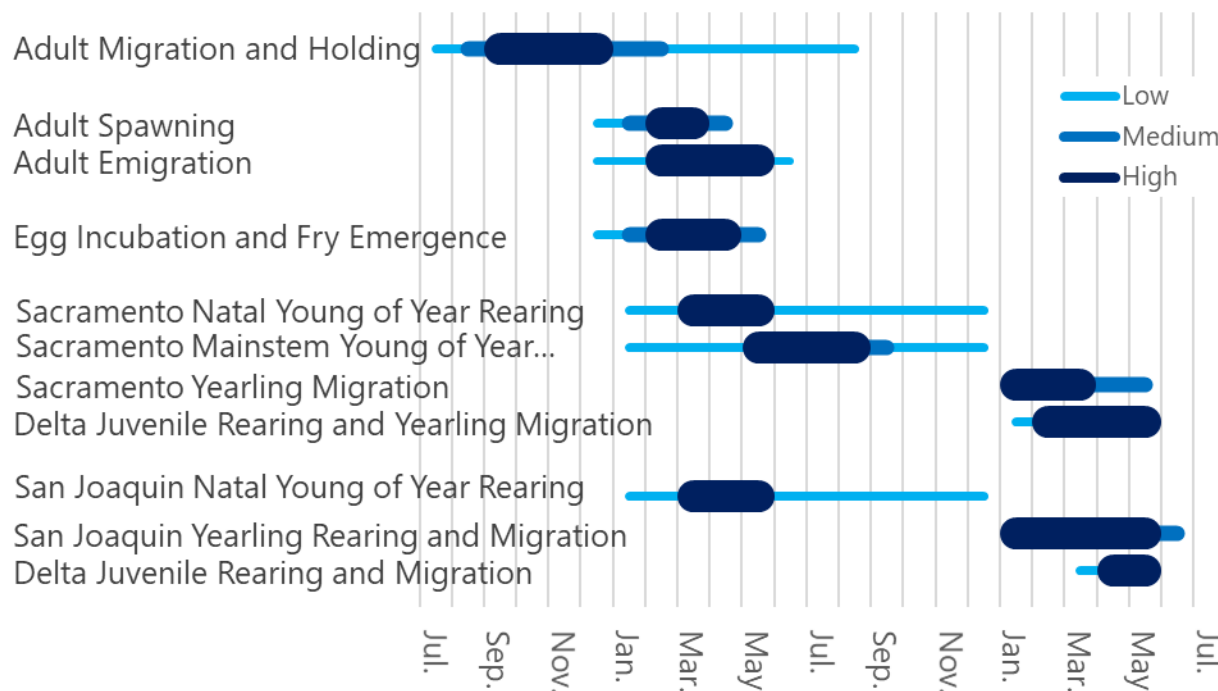 Adult Migration and Holding
Adult Spawning
Adult Emigration
Egg Incubation and Fry Emergence
Sacramento Natal Young of Year Rearing
Sacramento Mainstem Young of Year...
Sacramento Yearling Migration
Delta Juvenile Rearing and Yearling Migration
San Joaquin Natal Young of Year Rearing
San Joaquin Yearling Rearing and Migration
Delta Juvenile Rearing and Migration
Low
Medium
High
Jul.
Sep.
Nov.
Jan.
Mar.
May
Jul.
Sep.
Nov.
Jan.
Mar.
May
Jul.